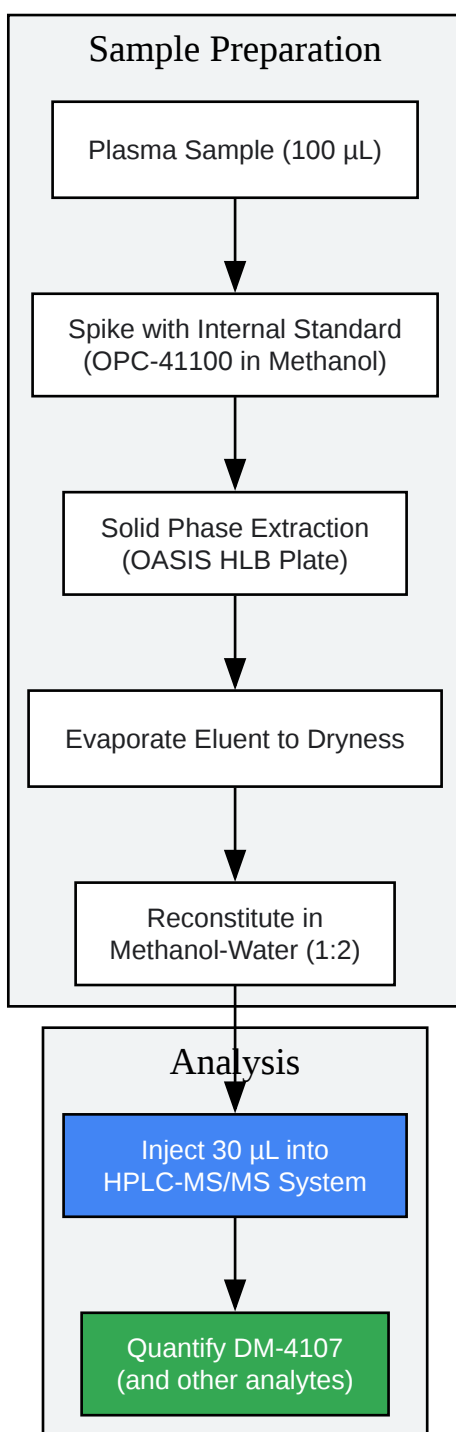 Sample Preparation
Plasma Sample (100 µL)
Spike with Internal Standard
(OPC-41100 in Methanol)
Solid Phase Extraction
(OASIS HLB Plate)
Evaporate Eluent to Dryness
Reconstitute in
Methanol-Water (1:2)
Analysis
Inject 30 µL into
HPLC-MS/MS System
Quantify DM-4107
(and other analytes)